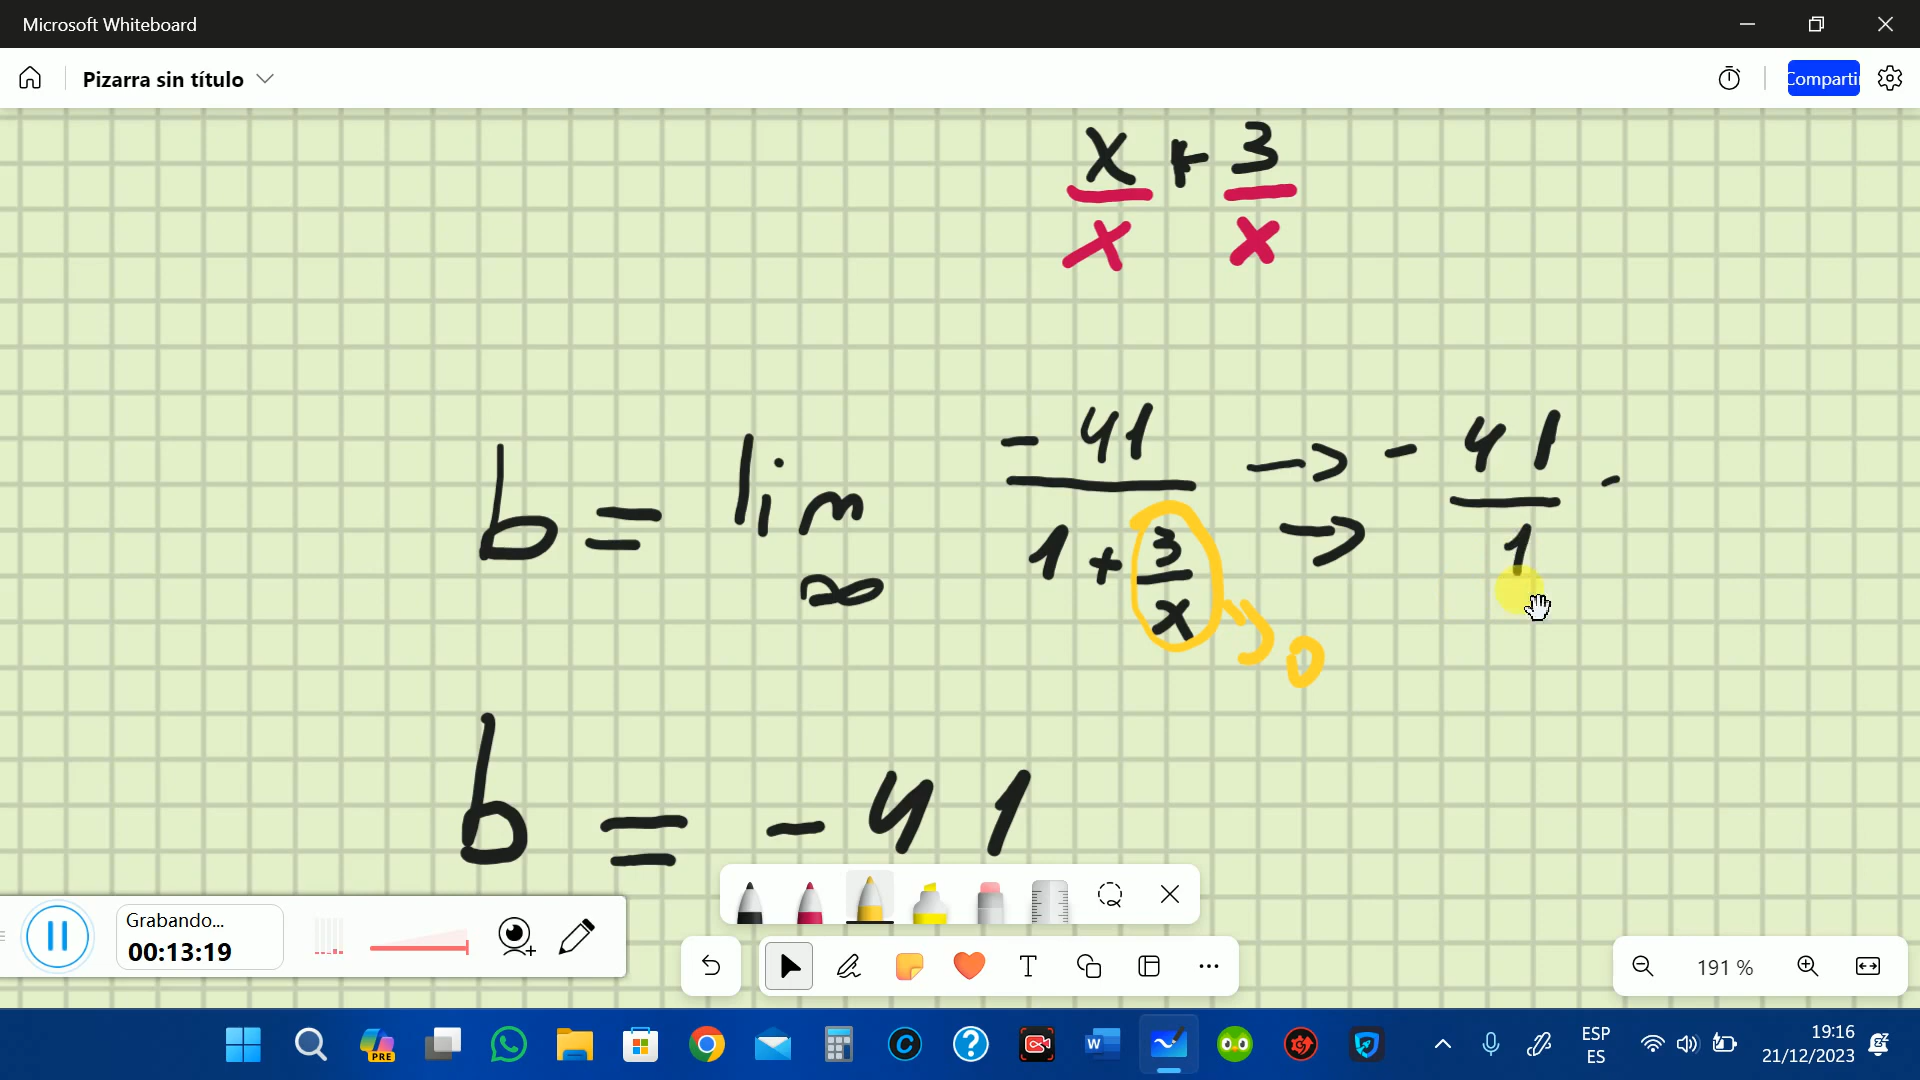 Microsoft Whiteboard
Pizarra sin título
Comparti
x + 3
x x
b = lim -41 → -41 -
∞ 1 + 3 → 1
x → 0
b = -41
Grabando...
00:13:19
T
191 %
PRE
ESP
ES
19:16
21/12/2023